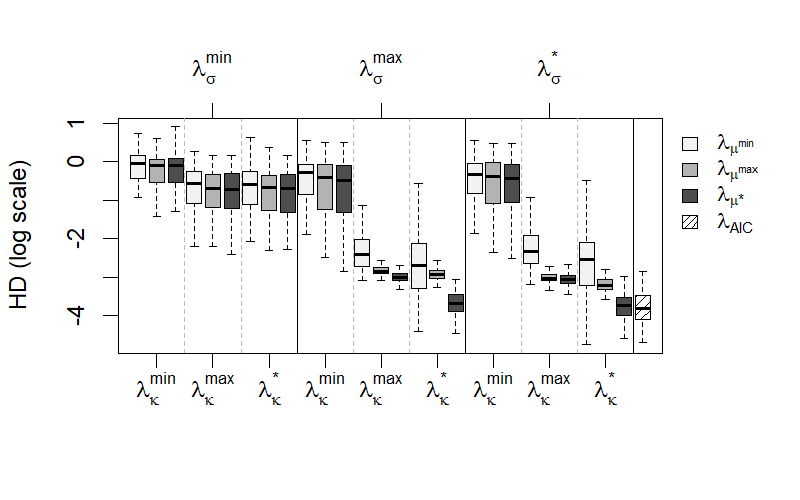 λσmin λσmax λσ*
HD (log scale)
1
0
-2
-4
λκmin λκmax λκ* λκmin λκmax λκ* λκmin λκmax λκ*
λμmin
λμmax
λμ*
λAIC